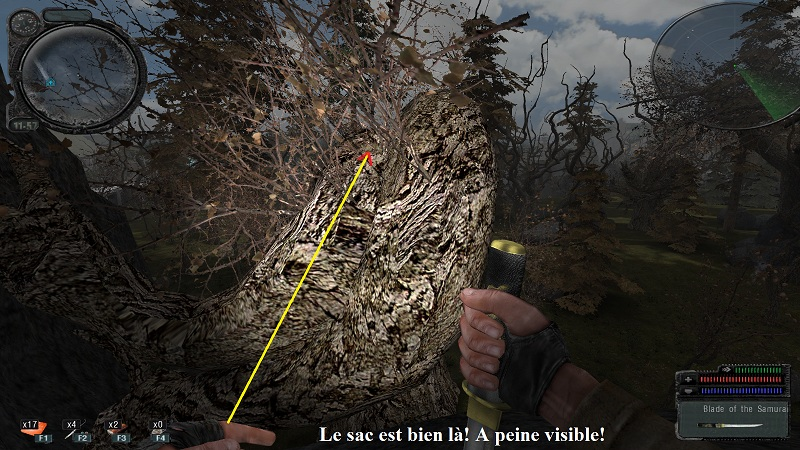 11-57
x17
x4
x2
x0
F1
F2
F3
F4
Le sac est bien là! A peine visible!
Blade of the Samurai